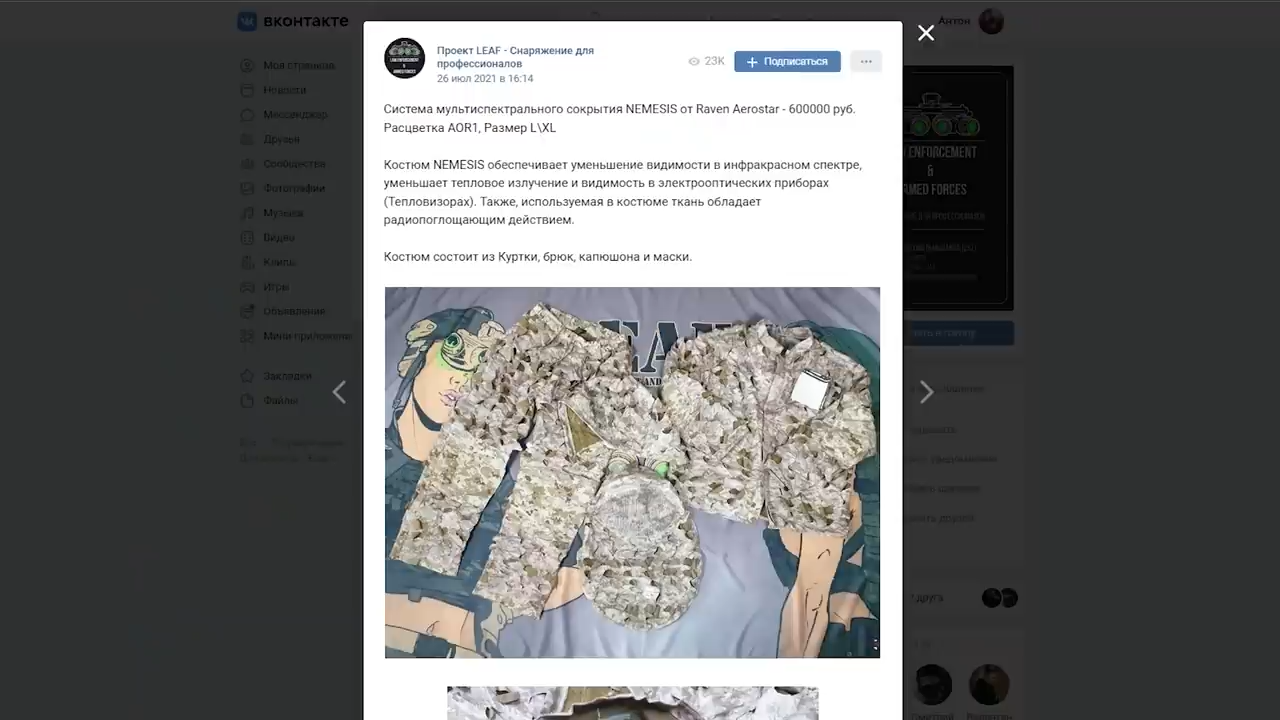 вконтакте
Антон
Проект LEAF - Снаряжение для
профессионалов
26 июл 2021 в 16:14
23K
Подписаться
Система мультиспектрального сокрытия NEMESIS от Raven Aerostar - 600000 руб.
Расцветка AOR1, Размер L\XL
Костюм NEMESIS обеспечивает уменьшение видимости в инфракрасном спектре,
уменьшает тепловое излучение и видимость в электрооптических приборах
(Тепловизорах). Также, используемая в костюме ткань обладает
радиопоглощающим действием.
Костюм состоит из Куртки, брюк, капюшона и маски.
Моя страница
Новости
Мессенджер
Друзья
Сообщества
Фотографии
Музыка
Видео
Клипы
Игры
Объявления
Мини приложени
Закладки
Файлы
ENFORCEMENT
&
RMED FORCES
друга